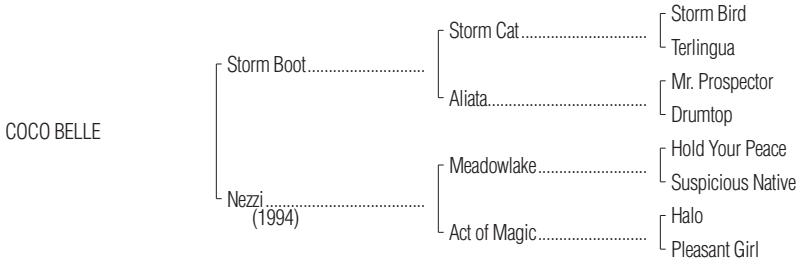 Storm Bird
Storm Cat..............................
Terlingua
Storm Boot............................
Mr. Prospector
Aliata......................................
Drumtop
COCO BELLE
Hold Your Peace
Meadowlake..........................
Suspicious Native
Nezzi......................................
(1994)
Halo
Act of Magic..........................
Pleasant Girl